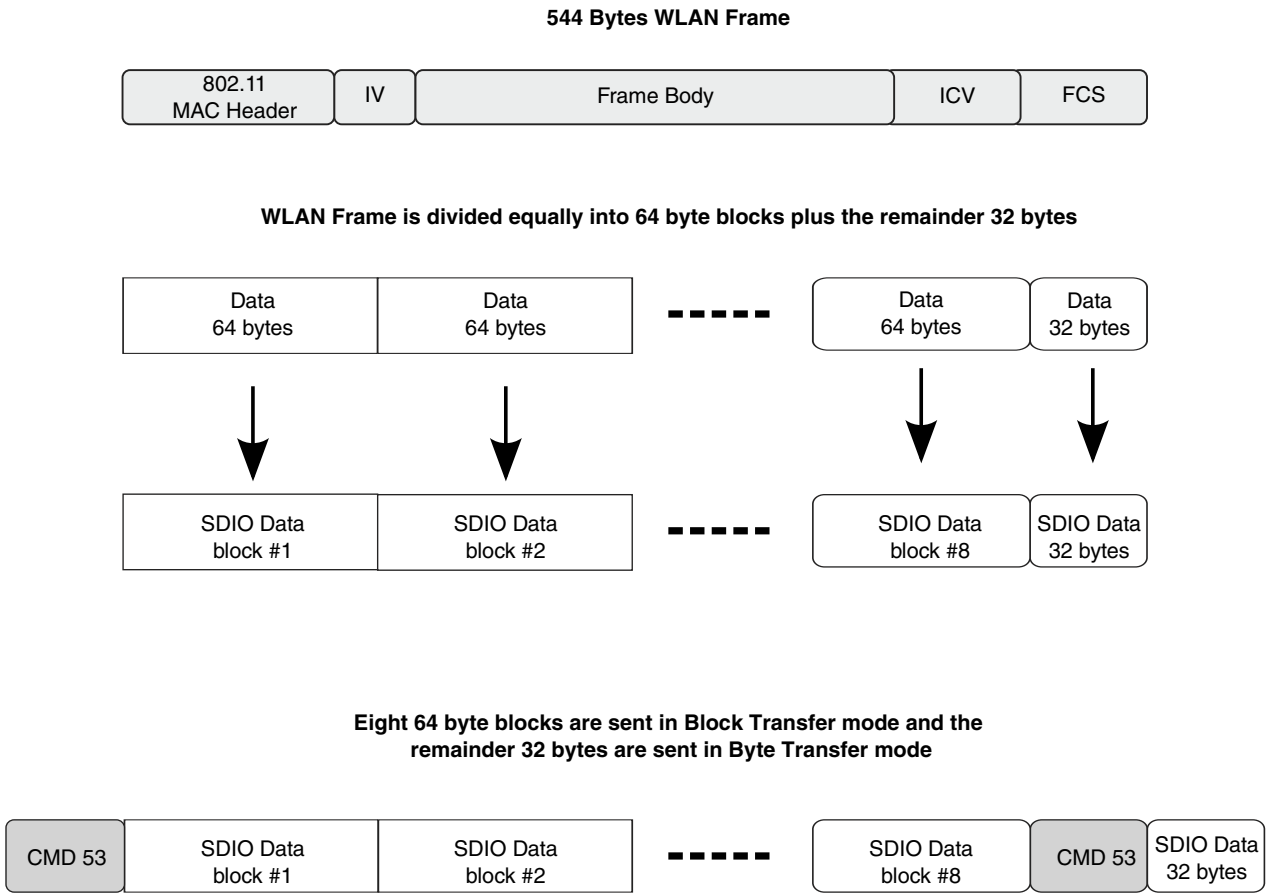 544 Bytes WLAN Frame
802.11
MAC Header
IV
Frame Body
ICV
FCS
WLAN Frame is divided equally into 64 byte blocks plus the remainder 32 bytes
Data
64 bytes
Data
64 bytes
Data
64 bytes
Data
32 bytes
SDIO Data
block #1
SDIO Data
block #2
SDIO Data
block #8
SDIO Data
32 bytes
Eight 64 byte blocks are sent in Block Transfer mode and the
remainder 32 bytes are sent in Byte Transfer mode
CMD 53
SDIO Data
block #1
SDIO Data
block #2
SDIO Data
block #8
CMD 53
SDIO Data
32 bytes